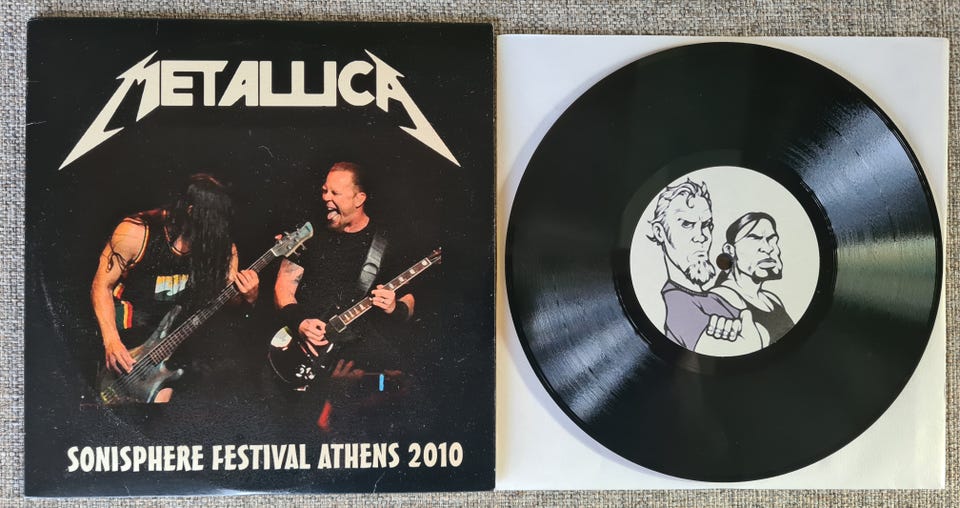 METALLICA
SONISPHERE FESTIVAL ATHENS 2010